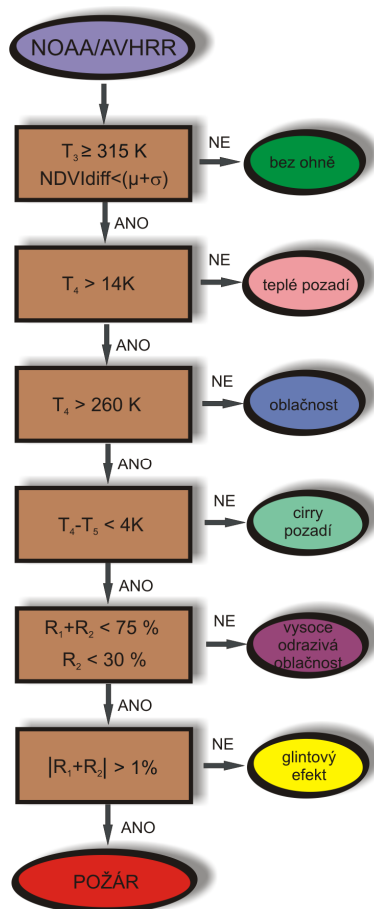 NOAA/AVHRR
T₃ ≥ 315 K
NDVIdiff<(μ+σ)
NE
bez ohně
ANO
T₄ > 14K
NE
teplé pozadí
ANO
T₄ > 260 K
NE
oblačnost
ANO
T₄-T₅ < 4K
NE
cirry
pozadí
ANO
R₁+R₂ < 75 %
R₂ < 30 %
NE
vysoce
odrazivá
oblačnost
ANO
|R₁+R₂| > 1%
NE
glintový
efekt
ANO
POŽÁR